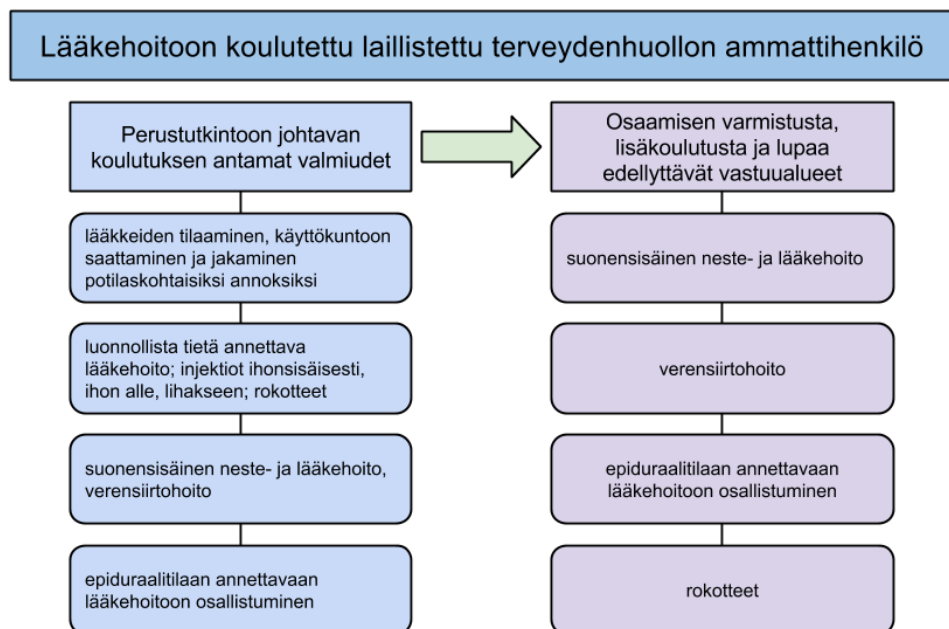 Lääkehoitoon koulutettu laillistettu terveydenhuollon ammattihenkilö
Perustutkintoon johtavan
koulutuksen antamat valmiudet
lääkkeiden tilaaminen, käyttökuntoon
saattaminen ja jakaminen
potilaskohtaisiksi annoksiksi
luonnollista tietä annettava
lääkehoito; injektiot ihonsisäisesti,
ihon alle, lihakseen; rokotteet
suonensisäinen neste- ja lääkehoito,
verensiirtohoito
epiduraalitilaan annettavaan
lääkehoitoon osallistuminen
Osaamisen varmistusta,
lisäkoulutusta ja lupaa
edellyttävät vastuualueet
suonensisäinen neste- ja lääkehoito
verensiirtohoito
epiduraalitilaan annettavaan
lääkehoitoon osallistuminen
rokotteet